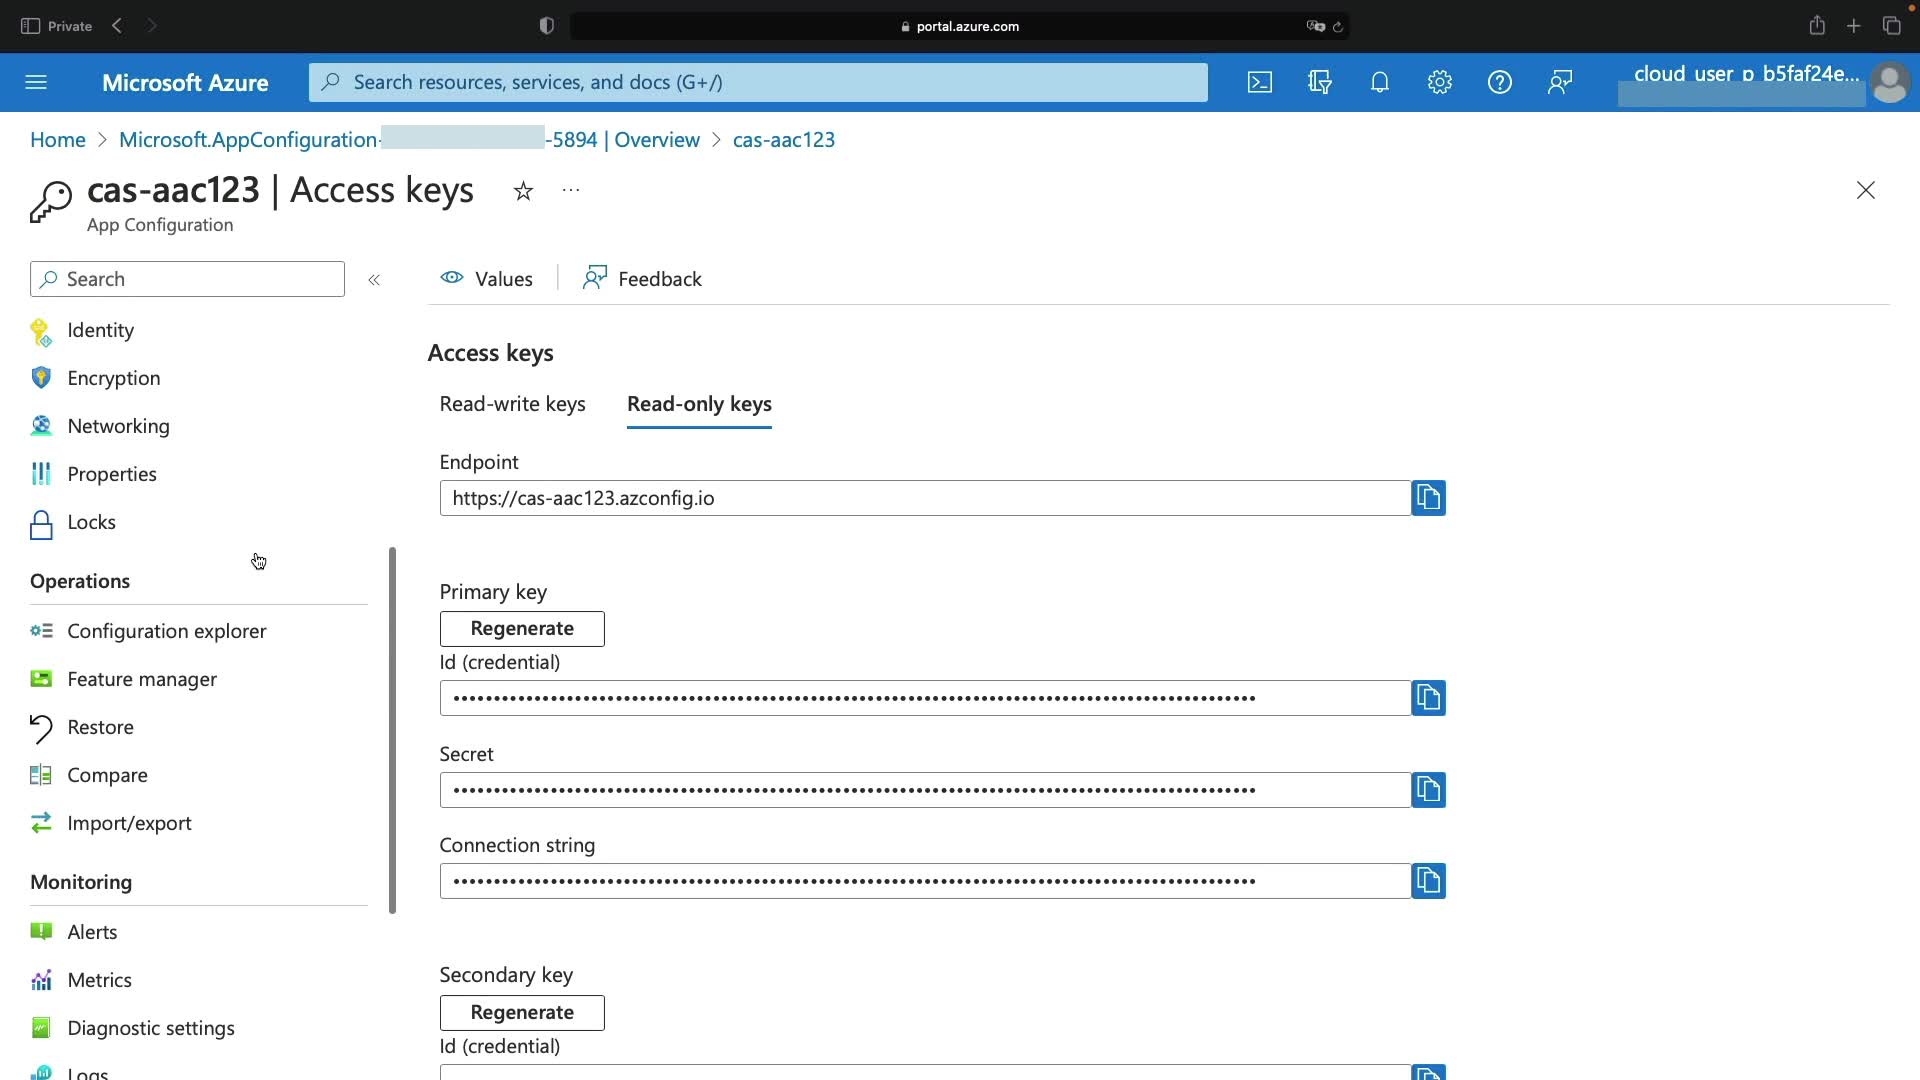 Private
portal.azure.com
Microsoft Azure
Search resources, services, and docs (G+/)
cloud_user_p_b5faf24e...
Home > Microsoft.AppConfiguration- -5894 | Overview > cas-aac123
cas-aac123 | Access keys
App Configuration
Search
Values
Feedback
Identity
Encryption
Networking
Properties
Locks
Operations
Configuration explorer
Feature manager
Restore
Compare
Import/export
Monitoring
Alerts
Metrics
Diagnostic settings
Logs
Access keys
Read-write keys
Read-only keys
Endpoint
https://cas-aac123.azconfig.io
Primary key
Regenerate
Id (credential)
Secret
Connection string
Secondary key
Regenerate
Id (credential)